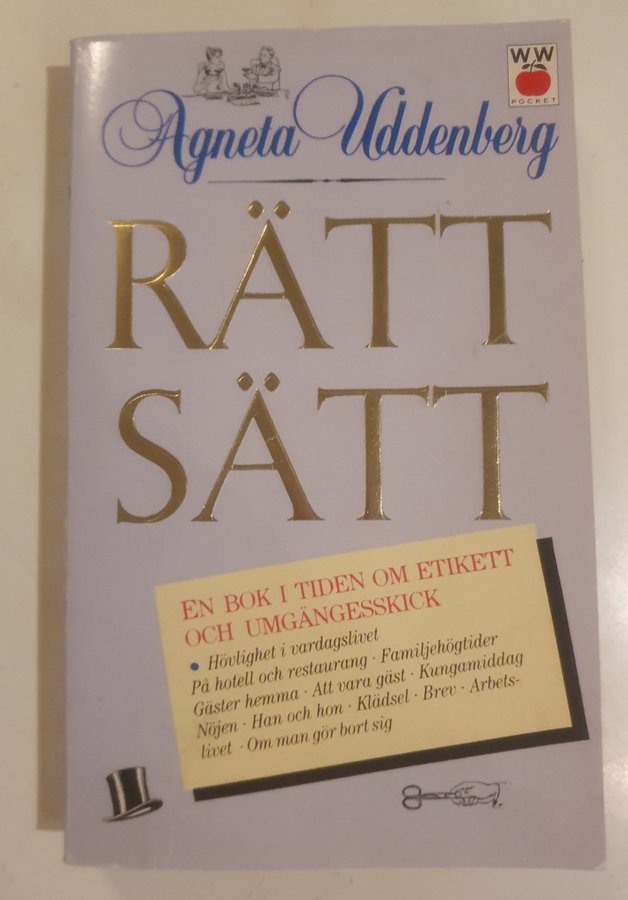 WW
POCKET
Agneta Uddenberg
RÄTT
SÄTT
EN BOK I TIDEN OM ETIKETT
OCH UMGÄNGESSKICK
• Hövlighet i vardagslivet
På hotell och restaurang · Familjehögtider
Gäster hemma · Att vara gäst · Kungamiddag
Nöjen · Han och hon · Klädsel · Brev · Arbets-
livet · Om man gör bort sig